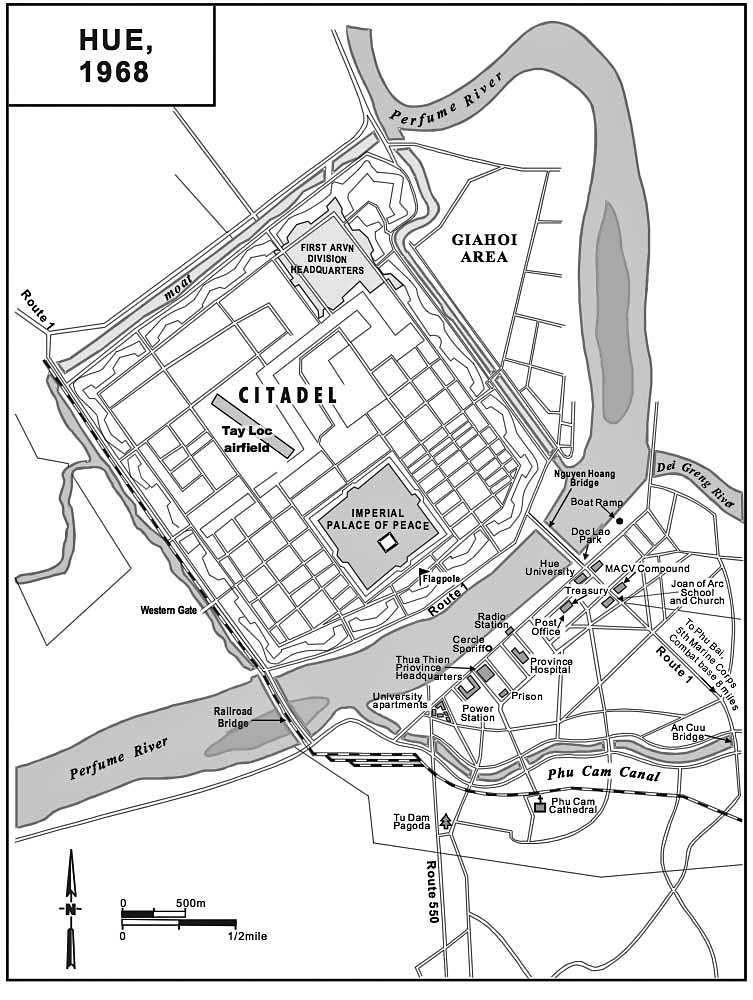 HUE,
1968
Perfume River
GIAHOI
AREA
FIRST ARVN
DIVISION
HEADQUARTERS
moat
Route 1
CITADEL
Tay Loc
airfield
IMPERIAL
PALACE OF PEACE
Flagpole
Route 1
Western Gate
Nguyen Hoang
Bridge
Boat Ramp
Dei Greng River
Doc Lao
Park
Hue
University
MACV Compound
Treasury
Joan of Arc
School
and Church
Post
Office
Radio
Station
Cercle
Sporiff
Thua Thien
Priovince
Headquarters
Province
Hospital
Prison
University
apartments
Power
Station
To Phu Bai,
5th Marine Corps
Combat base 8 miles
Route 1
An Cuu
Bridge
Railroad
Bridge
Perfume River
Phu Cam Canal
Phu Cam
Cathedral
Tu Dam
Pagoda
Route 550
N
0 500m
0 1/2mile